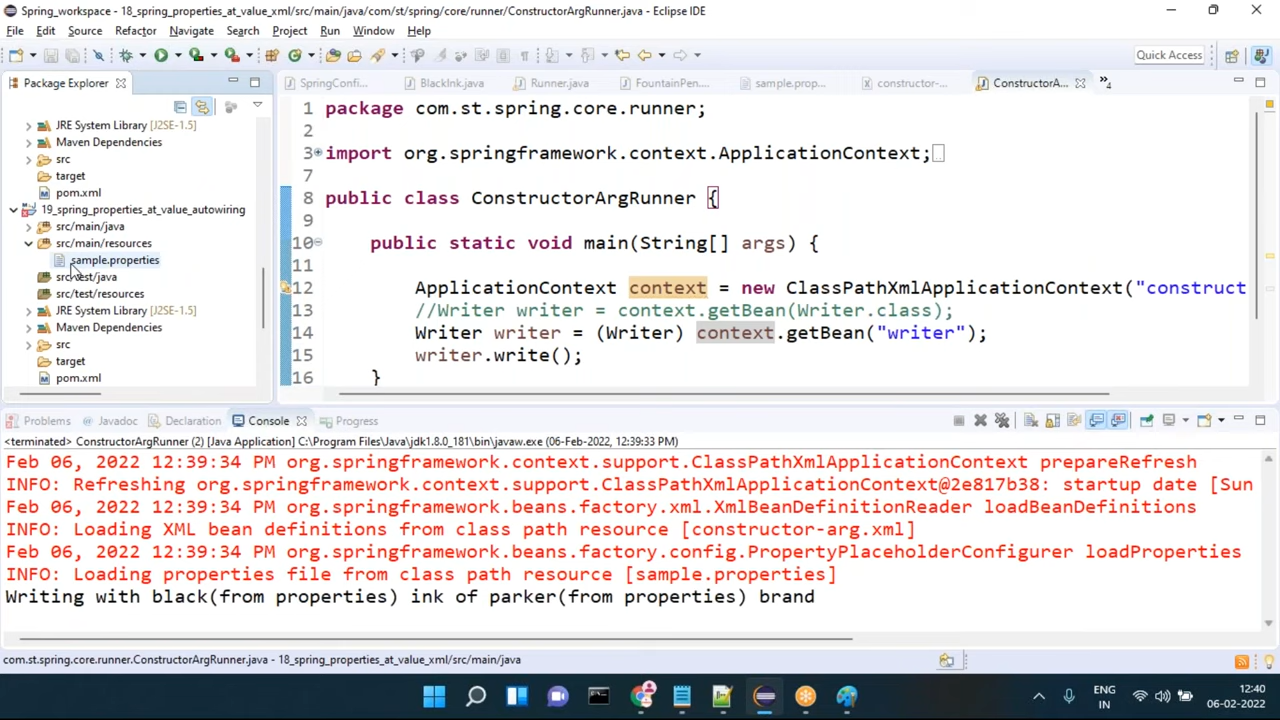 Spring_workspace - 18_spring_properties_at_value_xml/src/main/java/com/st/spring/core/runner/ConstructorArgRunner.java - Eclipse IDE
File Edit Source Refactor Navigate Search Project Run Window Help
Quick Access
Package Explorer
SpringConfi... BlackInk.java Runner.java FountainPen.... sample.prop... constructor-... ConstructorA... »4
JRE System Library [J2SE-1.5]
Maven Dependencies
src
target
pom.xml
19_spring_properties_at_value_autowiring
src/main/java
src/main/resources
sample.properties
src/test/java
src/test/resources
JRE System Library [J2SE-1.5]
Maven Dependencies
src
target
pom.xml
1 package com.st.spring.core.runner;
2
3 import org.springframework.context.ApplicationContext;
7
8 public class ConstructorArgRunner {
9
10 public static void main(String[] args) {
11
12 ApplicationContext context = new ClassPathXmlApplicationContext("construct
13 //Writer writer = context.getBean(Writer.class);
14 Writer writer = (Writer) context.getBean("writer");
15 writer.write();
16 }
Problems Javadoc Declaration Console Progress
<terminated> ConstructorArgRunner (2) [Java Application] C:\Program Files\Java\jdk1.8.0_181\bin\javaw.exe (06-Feb-2022, 12:39:33 PM)
Feb 06, 2022 12:39:34 PM org.springframework.context.support.ClassPathXmlApplicationContext prepareRefresh
INFO: Refreshing org.springframework.context.support.ClassPathXmlApplicationContext@2e817b38: startup date [Sun
Feb 06, 2022 12:39:34 PM org.springframework.beans.factory.xml.XmlBeanDefinitionReader loadBeanDefinitions
INFO: Loading XML bean definitions from class path resource [constructor-arg.xml]
Feb 06, 2022 12:39:34 PM org.springframework.beans.factory.config.PropertyPlaceholderConfigurer loadProperties
INFO: Loading properties file from class path resource [sample.properties]
Writing with black(from properties) ink of parker(from properties) brand
com.st.spring.core.runner.ConstructorArgRunner.java - 18_spring_properties_at_value_xml/src/main/java
ENG
IN
12:40
06-02-2022